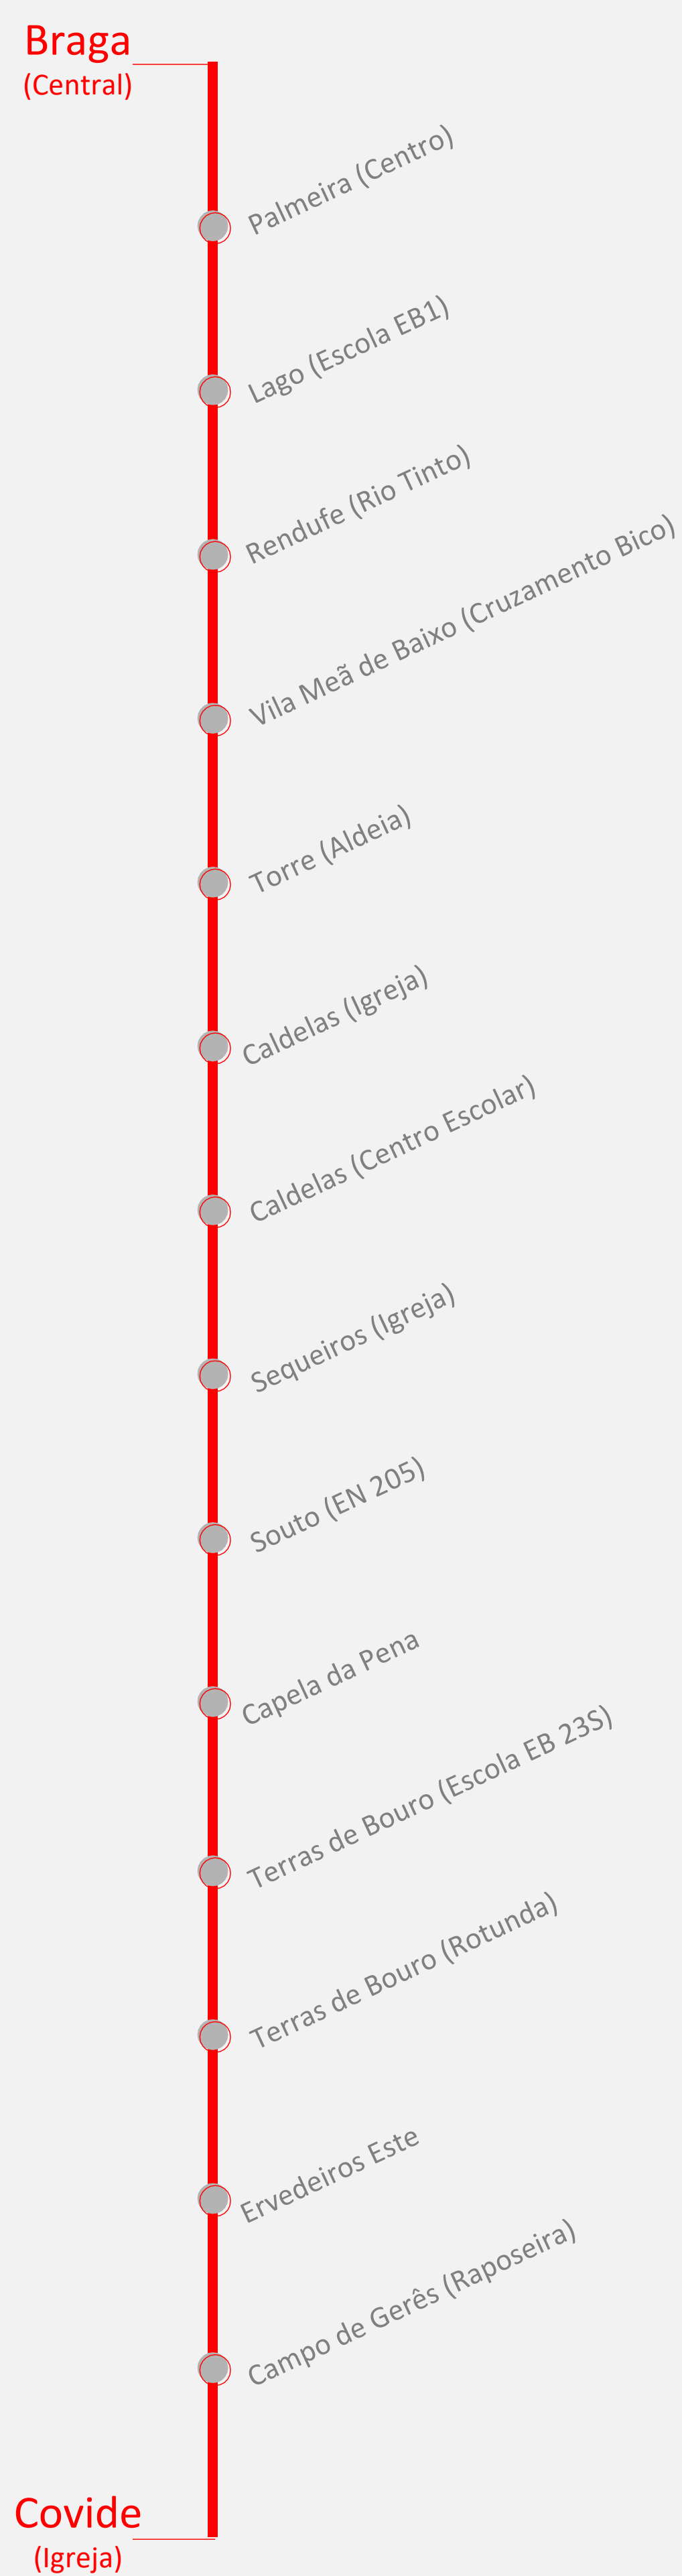 Braga
(Central)
Palmeira (Centro)
Lago (Escola EB1)
Rendufe (Rio Tinto)
Vila Meã de Baixo (Cruzamento Bico)
Torre (Aldeia)
Caldelas (Igreja)
Caldelas (Centro Escolar)
Sequeiros (Igreja)
Souto (EN 205)
Capela da Pena
Terras de Bouro (Escola EB 23S)
Terras de Bouro (Rotunda)
Ervedeiros Este
Campo de Gerês (Raposeira)
Covide
(Igreja)